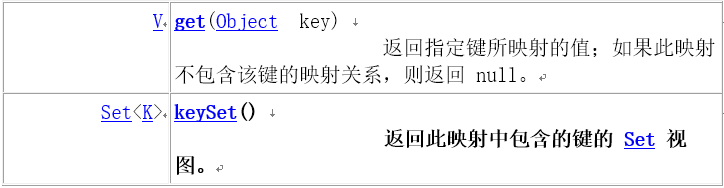 V get(Object key)
返回指定键所映射的值；如果此映射
不包含该键的映射关系，则返回 null。
Set<K> keySet()
返回此映射中包含的键的 Set 视
图。